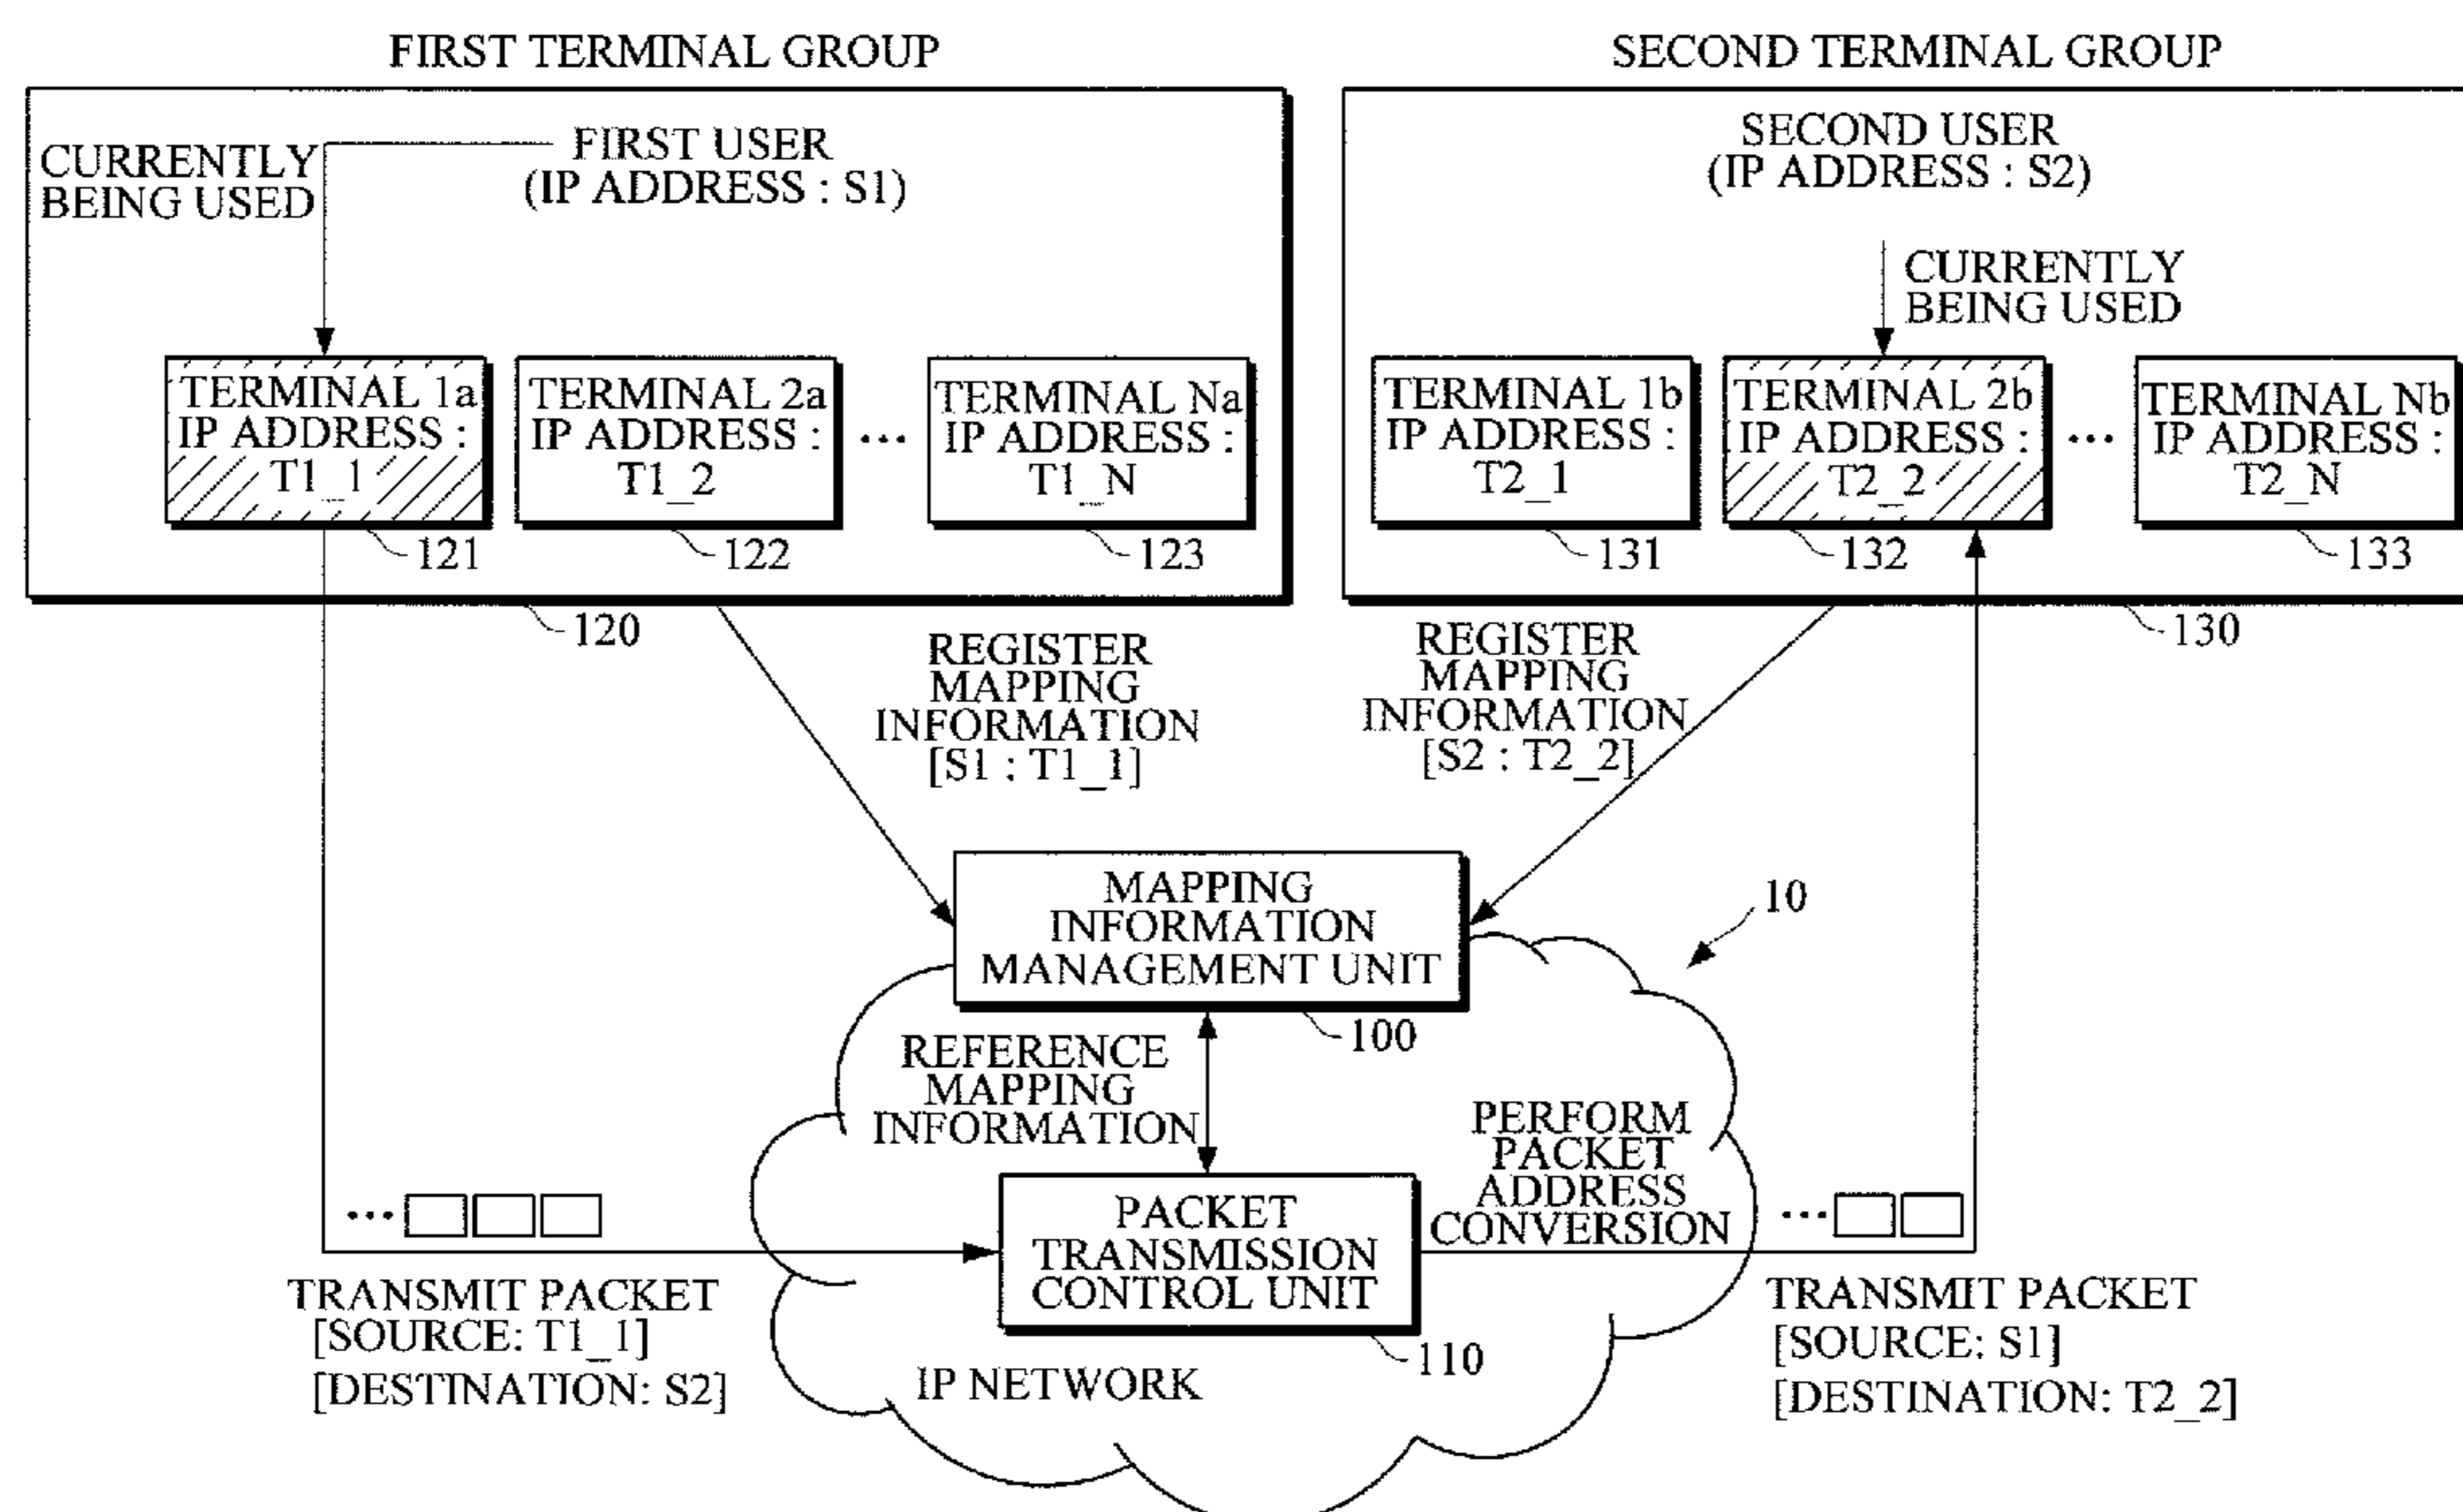 FIRST TERMINAL GROUP
SECOND TERMINAL GROUP
CURRENTLY
BEING USED
FIRST USER
(IP ADDRESS : S1)
SECOND USER
(IP ADDRESS : S2)
CURRENTLY
BEING USED
TERMINAL 1a
IP ADDRESS :
T1_1
TERMINAL 2a
IP ADDRESS :
T1_2
...
TERMINAL Na
IP ADDRESS :
T1_N
TERMINAL 1b
IP ADDRESS :
T2_1
TERMINAL 2b
IP ADDRESS :
T2_2
...
TERMINAL Nb
IP ADDRESS :
T2_N
121
122
123
131
132
133
120
130
REGISTER
MAPPING
INFORMATION
[S1 : T1_1]
REGISTER
MAPPING
INFORMATION
[S2 : T2_2]
MAPPING
INFORMATION
MANAGEMENT UNIT
10
100
REFERENCE
MAPPING
INFORMATION
PERFORM
PACKET
ADDRESS
CONVERSION
...
PACKET
TRANSMISSION
CONTROL UNIT
...
110
TRANSMIT PACKET
[SOURCE: T1_1]
[DESTINATION: S2]
IP NETWORK
TRANSMIT PACKET
[SOURCE: S1]
[DESTINATION: T2_2]